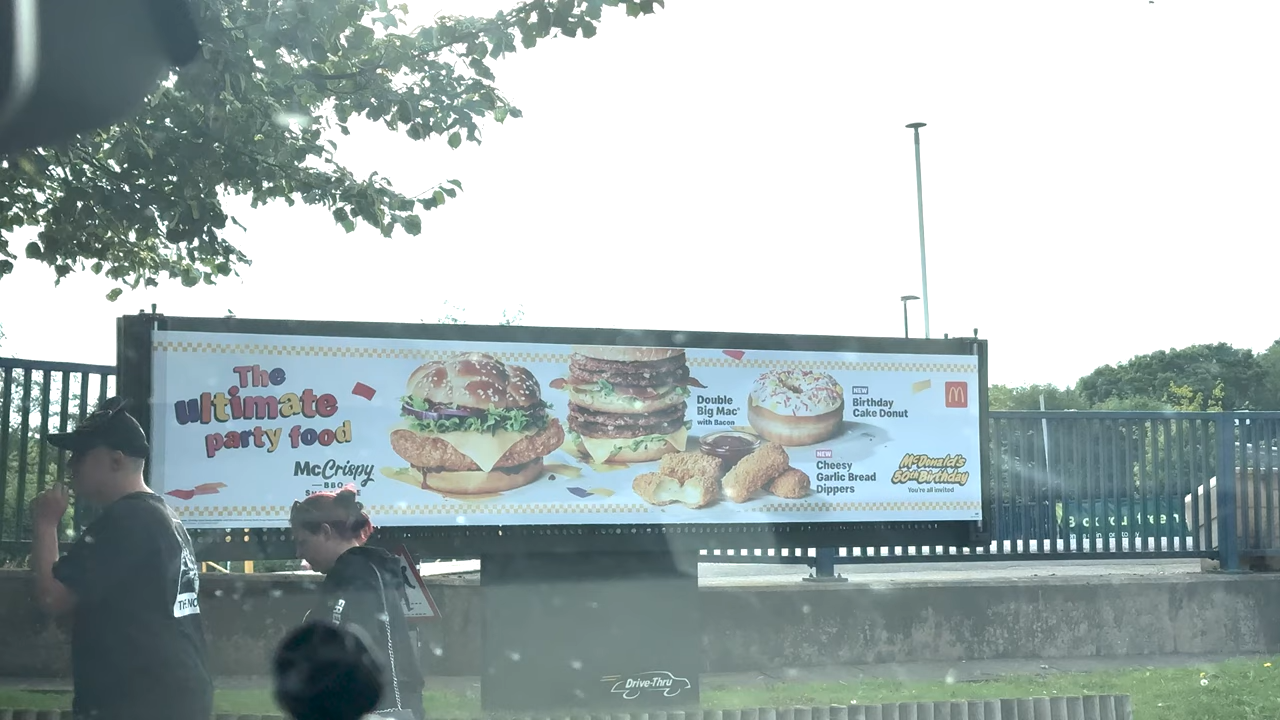 The
ultimate
party food
McCrispy
BBQ
Double
Big Mac®
with Bacon
NEW
Birthday
Cake Donut
NEW
Cheesy
Garlic Bread
Dippers
McDonald's
50th Birthday
You're all invited
Drive-Thru